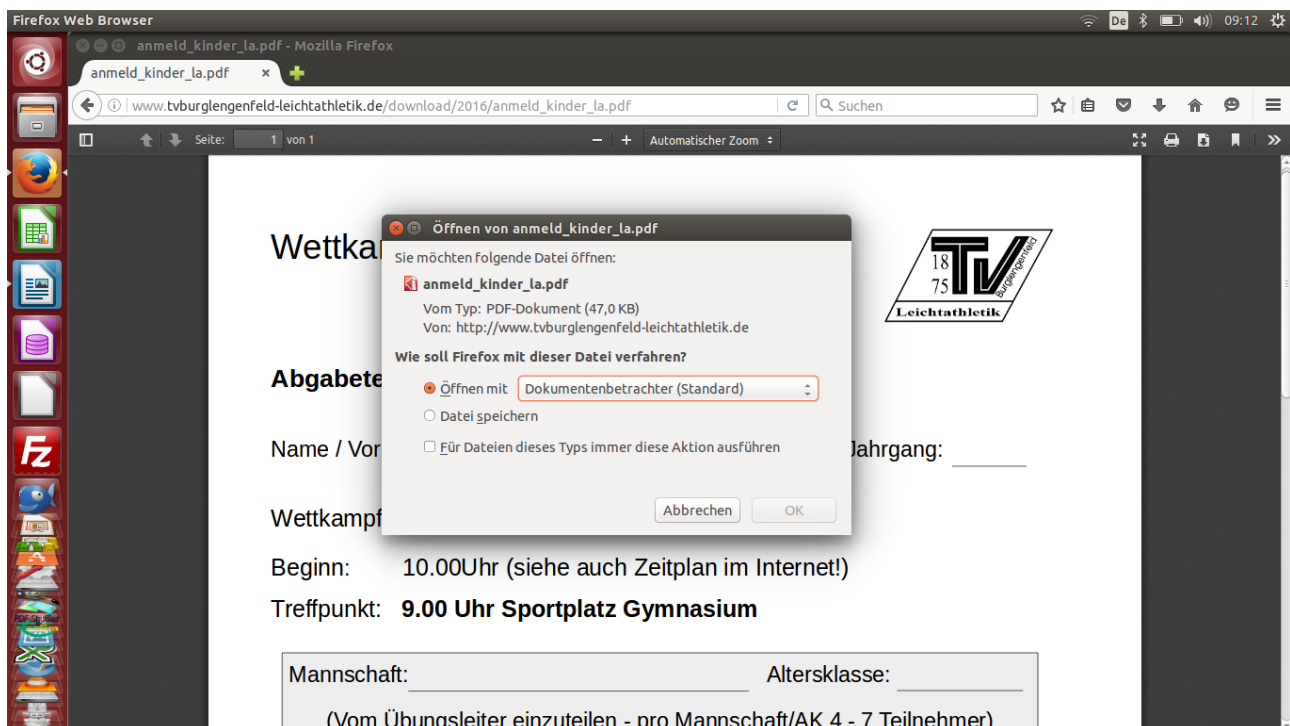 Firefox Web Browser
De
09:12
anmeld_kinder_la.pdf - Mozilla Firefox
anmeld_kinder_la.pdf
www.tvburglengenfeld-leichtathletik.de/download/2016/anmeld_kinder_la.pdf
Suchen
Seite: 1 von 1
Automatischer Zoom
Wettka
18 TV
75
Burglengenfeld
Leichtathletik
Öffnen von anmeld_kinder_la.pdf
Sie möchten folgende Datei öffnen:
anmeld_kinder_la.pdf
Vom Typ: PDF-Dokument (47,0 KB)
Von: http://www.tvburglengenfeld-leichtathletik.de
Wie soll Firefox mit dieser Datei verfahren?
Öffnen mit Dokumentenbetrachter (Standard)
Datei speichern
Für Dateien dieses Typs immer diese Aktion ausführen
Abbrechen OK
Abgabete
Name / Vor Jahrgang:
Wettkampf
Beginn: 10.00Uhr (siehe auch Zeitplan im Internet!)
Treffpunkt: 9.00 Uhr Sportplatz Gymnasium
Mannschaft: Altersklasse:
(Vom Übungsleiter einzuteilen - pro Mannschaft/AK 4 - 7 Teilnehmer)
Fz